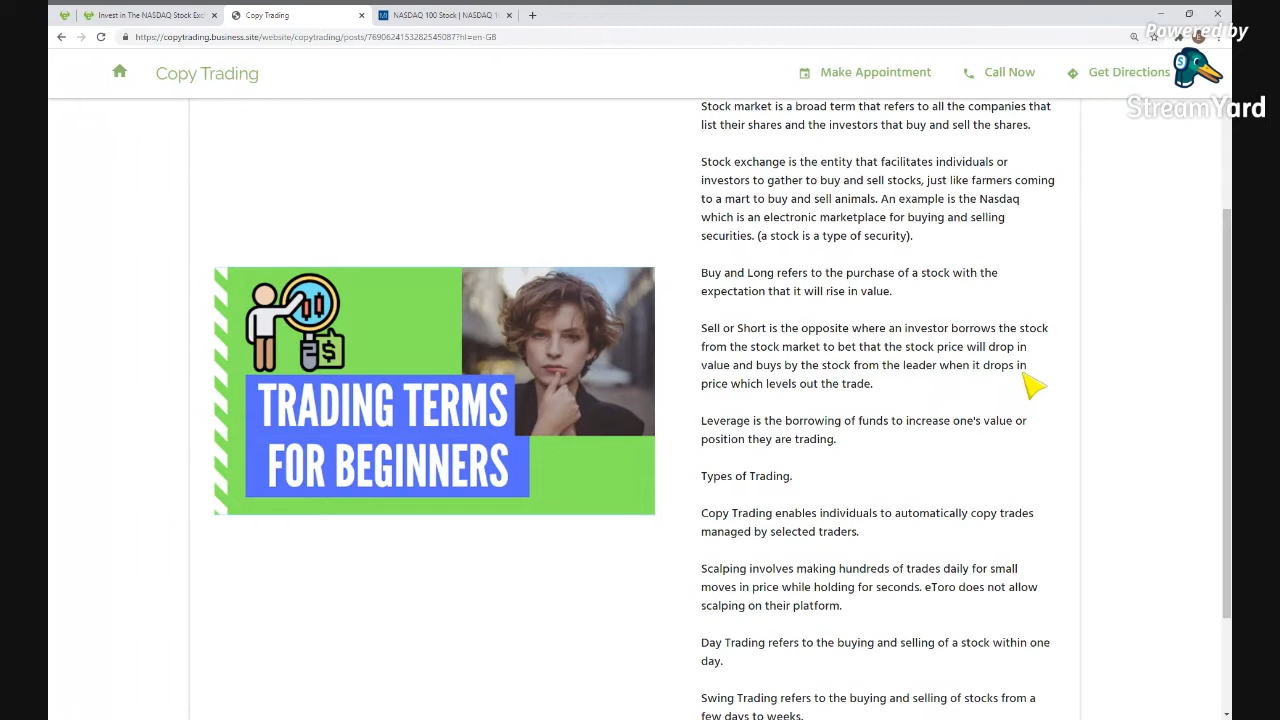 Invest in The NASDAQ Stock Exc
Copy Trading
NASDAQ 100 Stock | NASDAQ 1
https://copytrading.business.site/website/copytrading/posts/7690624153282545087?hl=en-GB
Powered by
StreamYard
Copy Trading
Make Appointment
Call Now
Get Directions
Stock market is a broad term that refers to all the companies that
list their shares and the investors that buy and sell the shares.
Stock exchange is the entity that facilitates individuals or
investors to gather to buy and sell stocks, just like farmers coming
to a mart to buy and sell animals. An example is the Nasdaq
which is an electronic marketplace for buying and selling
securities. (a stock is a type of security).
Buy and Long refers to the purchase of a stock with the
expectation that it will rise in value.
Sell or Short is the opposite where an investor borrows the stock
from the stock market to bet that the stock price will drop in
value and buys by the stock from the leader when it drops in
price which levels out the trade.
Leverage is the borrowing of funds to increase one's value or
position they are trading.
Types of Trading.
Copy Trading enables individuals to automatically copy trades
managed by selected traders.
Scalping involves making hundreds of trades daily for small
moves in price while holding for seconds. eToro does not allow
scalping on their platform.
Day Trading refers to the buying and selling of a stock within one
day.
Swing Trading refers to the buying and selling of stocks from a
few days to weeks.
TRADING TERMS
FOR BEGINNERS